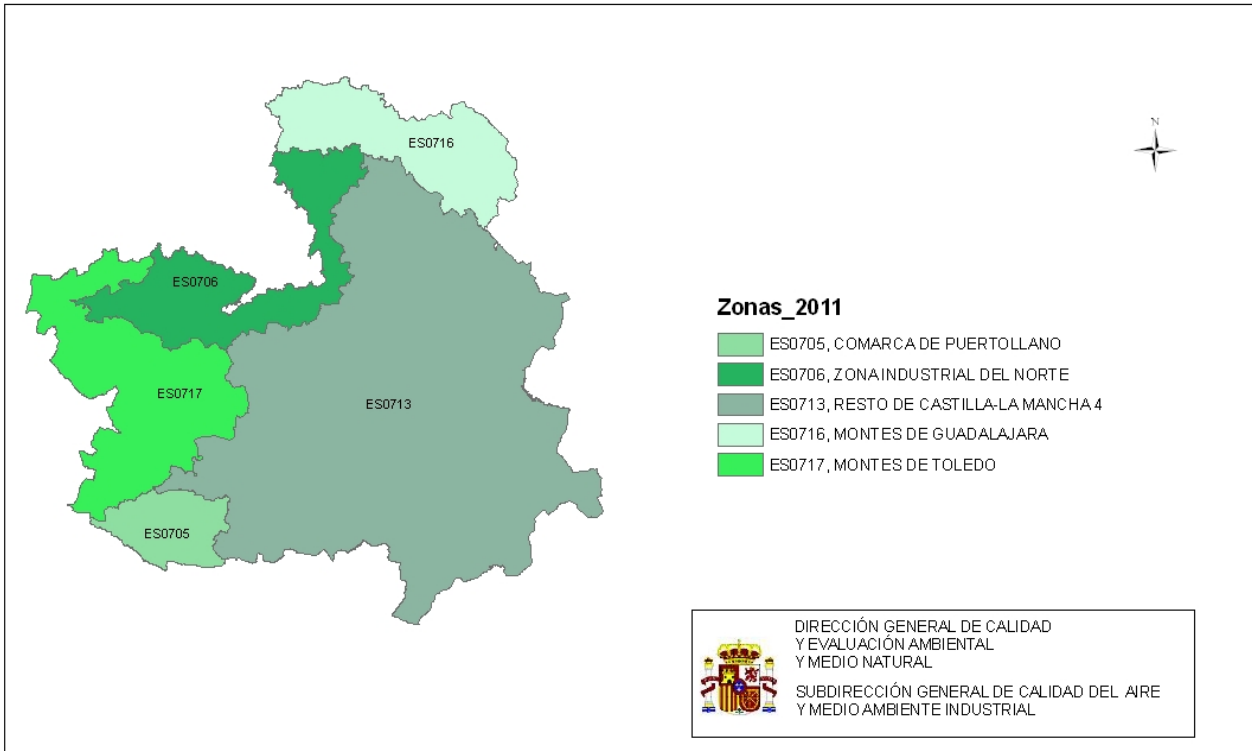 N
ES0716
ES0706
ES0717
ES0713
ES0705
Zonas_2011
ES0705, COMARCA DE PUERTOLLANO
ES0706, ZONA INDUSTRIAL DEL NORTE
ES0713, RESTO DE CASTILLA-LA MANCHA 4
ES0716, MONTES DE GUADALAJARA
ES0717, MONTES DE TOLEDO
DIRECCIÓN GENERAL DE CALIDAD
Y EVALUACIÓN AMBIENTAL
Y MEDIO NATURAL
SUBDIRECCIÓN GENERAL DE CALIDAD DEL AIRE
Y MEDIO AMBIENTE INDUSTRIAL